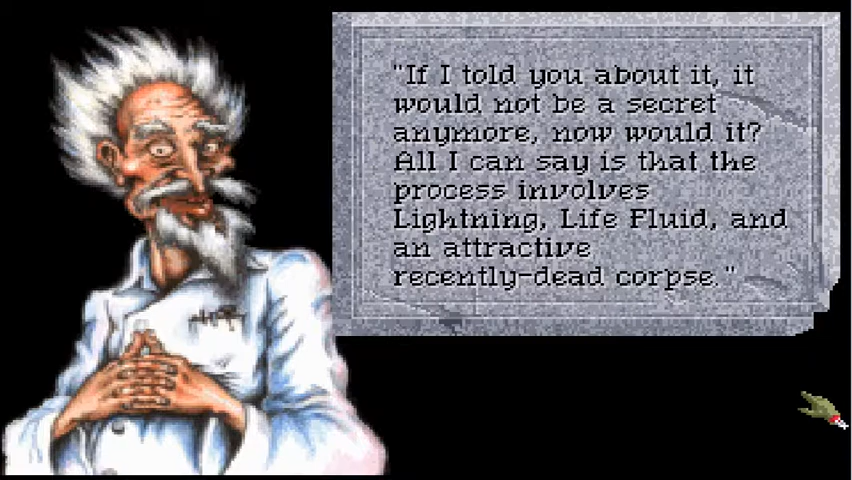 "If I told you about it, it
would not be a secret
anymore, now would it?
All I can say is that the
process involves
Lightning, Life Fluid, and
an attractive
recently-dead corpse."